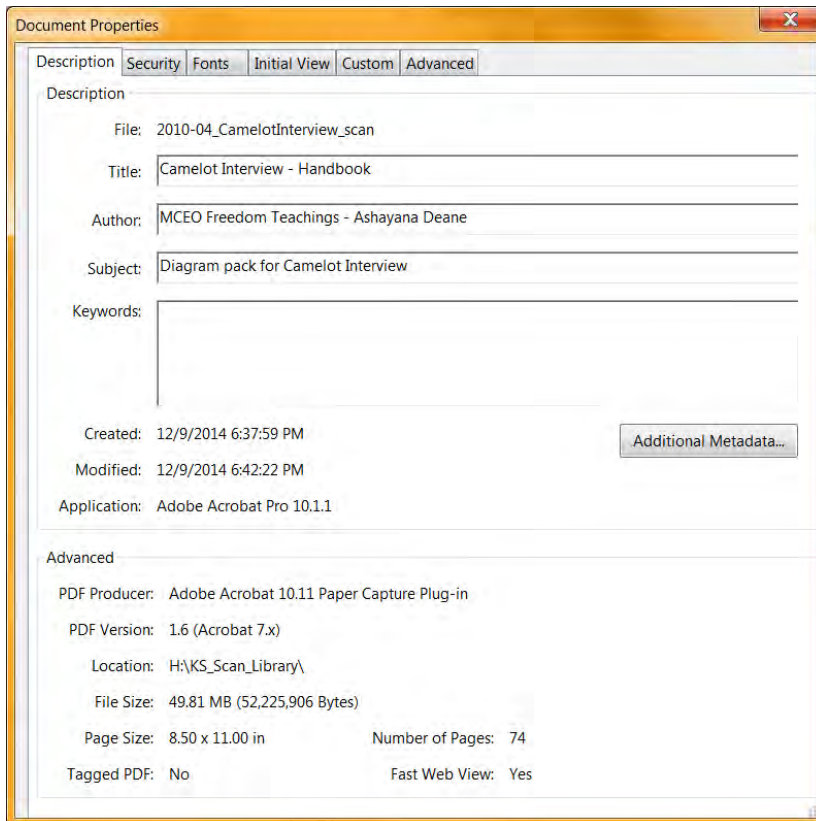 Document Properties
X
Description Security Fonts Initial View Custom Advanced
Description
File: 2010-04_CamelotInterview_scan
Title: Camelot Interview - Handbook
Author: MCEO Freedom Teachings - Ashayana Deane
Subject: Diagram pack for Camelot Interview
Keywords:
Created: 12/9/2014 6:37:59 PM
Additional Metadata...
Modified: 12/9/2014 6:42:22 PM
Application: Adobe Acrobat Pro 10.1.1
Advanced
PDF Producer: Adobe Acrobat 10.11 Paper Capture Plug-in
PDF Version: 1.6 (Acrobat 7.x)
Location: H:\KS_Scan_Library\
File Size: 49.81 MB (52,225,906 Bytes)
Page Size: 8.50 x 11.00 in Number of Pages: 74
Tagged PDF: No Fast Web View: Yes